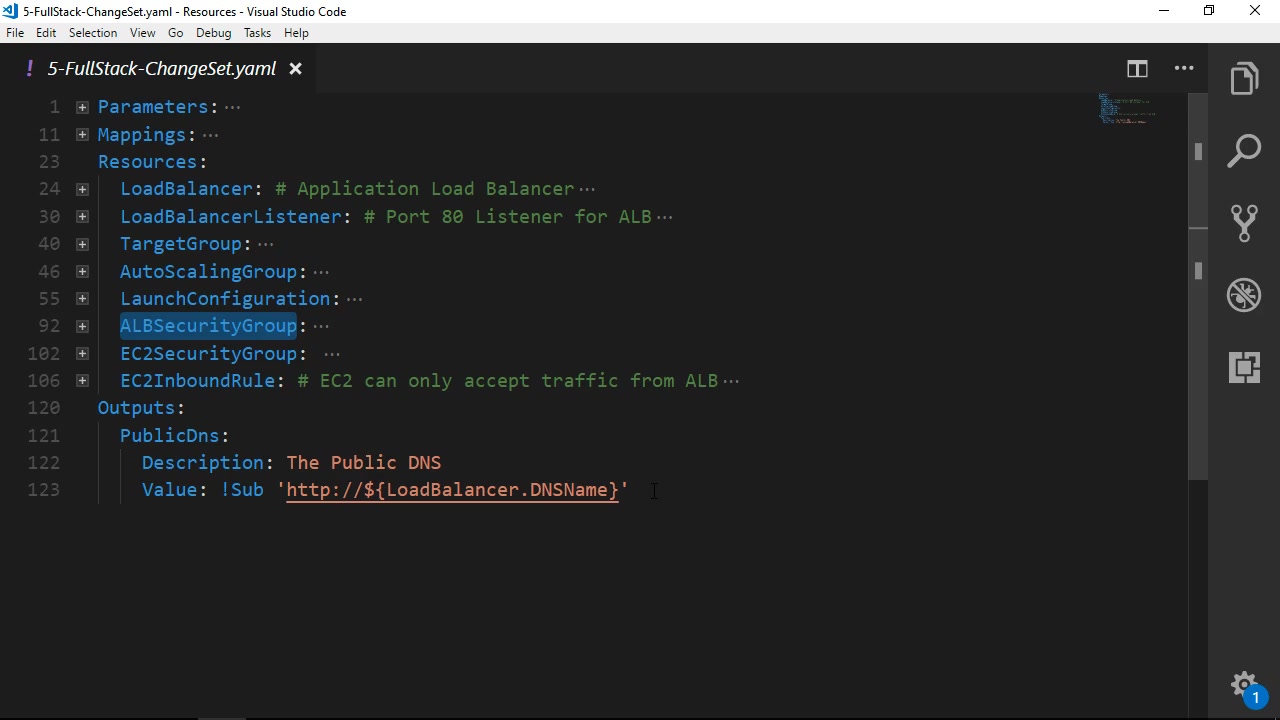 5-FullStack-ChangeSet.yaml - Resources - Visual Studio Code
File Edit Selection View Go Debug Tasks Help
! 5-FullStack-ChangeSet.yaml
1 Parameters: ...
11 Mappings: ...
23 Resources:
24 LoadBalancer: # Application Load Balancer ...
30 LoadBalancerListener: # Port 80 Listener for ALB ...
40 TargetGroup: ...
46 AutoScalingGroup: ...
55 LaunchConfiguration: ...
92 ALBSecurityGroup: ...
102 EC2SecurityGroup: ...
106 EC2InboundRule: # EC2 can only accept traffic from ALB ...
120 Outputs:
121 PublicDns:
122 Description: The Public DNS
123 Value: !Sub 'http://${LoadBalancer.DNSName}'
1